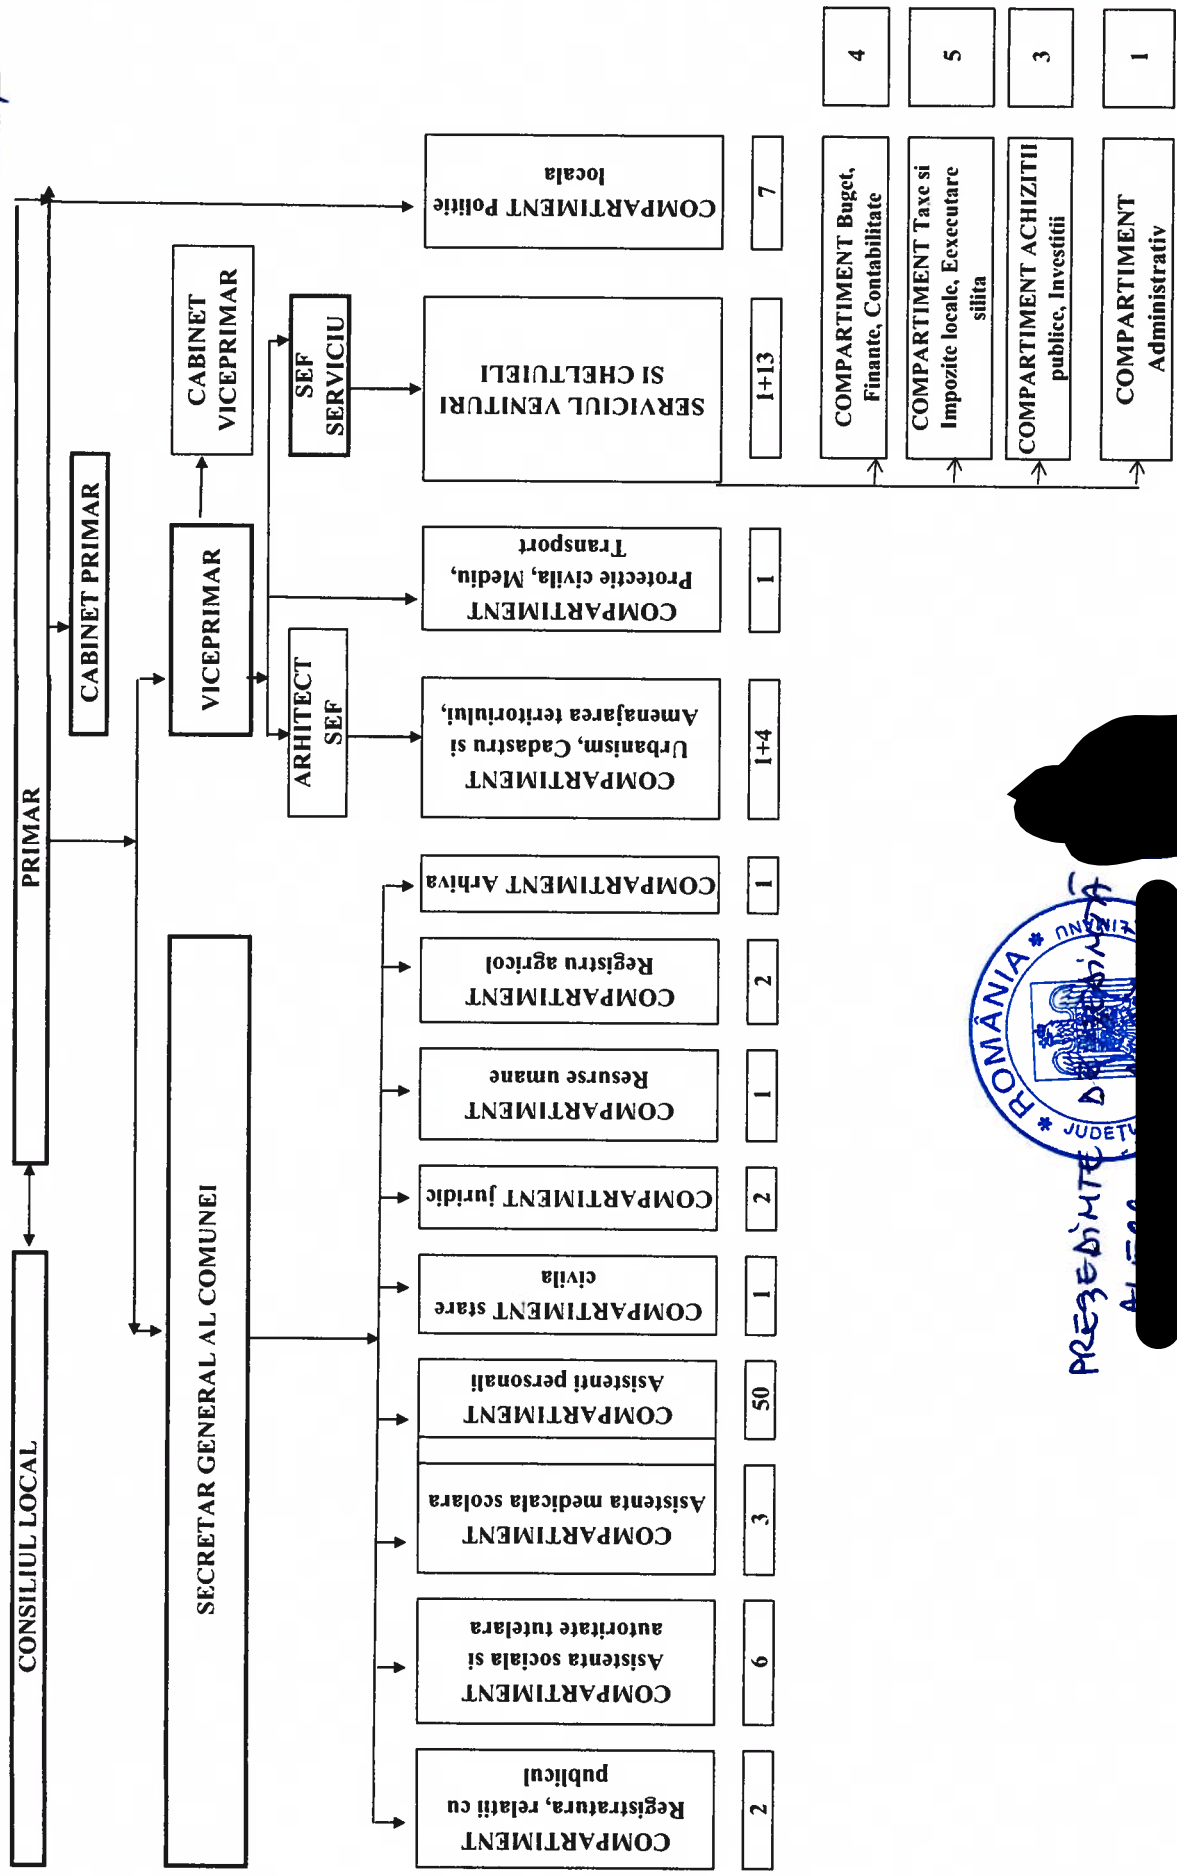 CONSILIUL LOCAL
PRIMAR
CABINET PRIMAR
SECRETAR GENERAL AL COMUNEI
VICEPRIMAR
CABINET
VICEPRIMAR
ARHITECT
SEF
SEF
SERVICIU
COMPARTIMENT
Registratura, relatii cu
publicul
2
COMPARTIMENT
Asistenta sociala si
autoritate tutelara
6
COMPARTIMENT
Asistenta medicala scolara
3
COMPARTIMENT
Asistenti personali
50
COMPARTIMENT stare
civila
1
COMPARTIMENT juridic
2
COMPARTIMENT
Resurse umane
1
COMPARTIMENT
Registru agricol
2
COMPARTIMENT Arhiva
1
COMPARTIMENT
Urbanism, Cadastru si
Amenajarea teritoriului,
1+4
COMPARTIMENT
Protectie civila, Mediu,
Transport
1
SERVICIUL VENITURI
SI CHELTUIELI
1+13
COMPARTIMENT Politie
locala
7
COMPARTIMENT Buget,
Finante, Contabilitate
4
COMPARTIMENT Taxe si
Impozite locale, Eexecutare
silita
5
COMPARTIMENT ACHIZITII
publice, Investitii
3
COMPARTIMENT
Administrativ
1
PREȘEDINTE DE ȘEDINȚĂ
* ROMÂNIA *